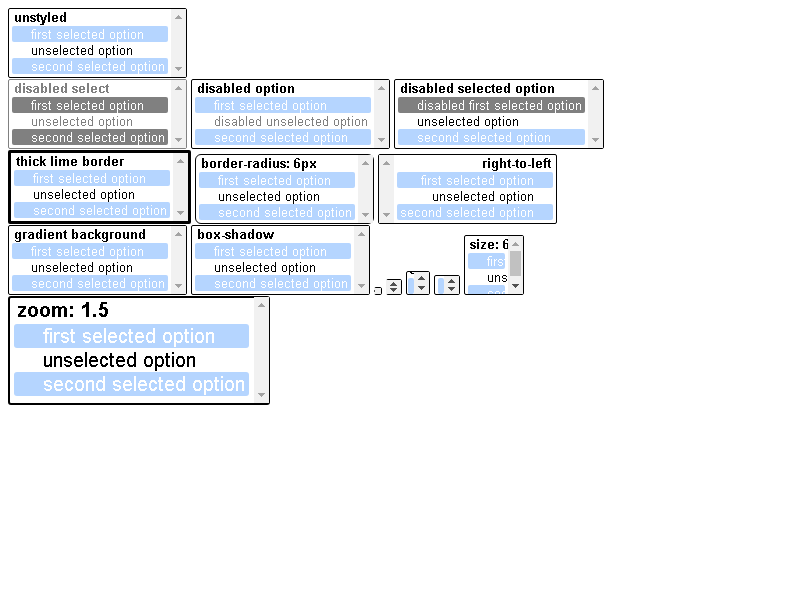 unstyled
first selected option
unselected option
second selected option
disabled select
first selected option
unselected option
second selected option
disabled option
first selected option
disabled unselected option
second selected option
disabled selected option
disabled first selected option
unselected option
second selected option
thick lime border
first selected option
unselected option
second selected option
border-radius: 6px
first selected option
unselected option
second selected option
right-to-left
first selected option
unselected option
second selected option
gradient background
first selected option
unselected option
second selected option
box-shadow
first selected option
unselected option
second selected option
size: 6
firs
uns
sec
zoom: 1.5
first selected option
unselected option
second selected option